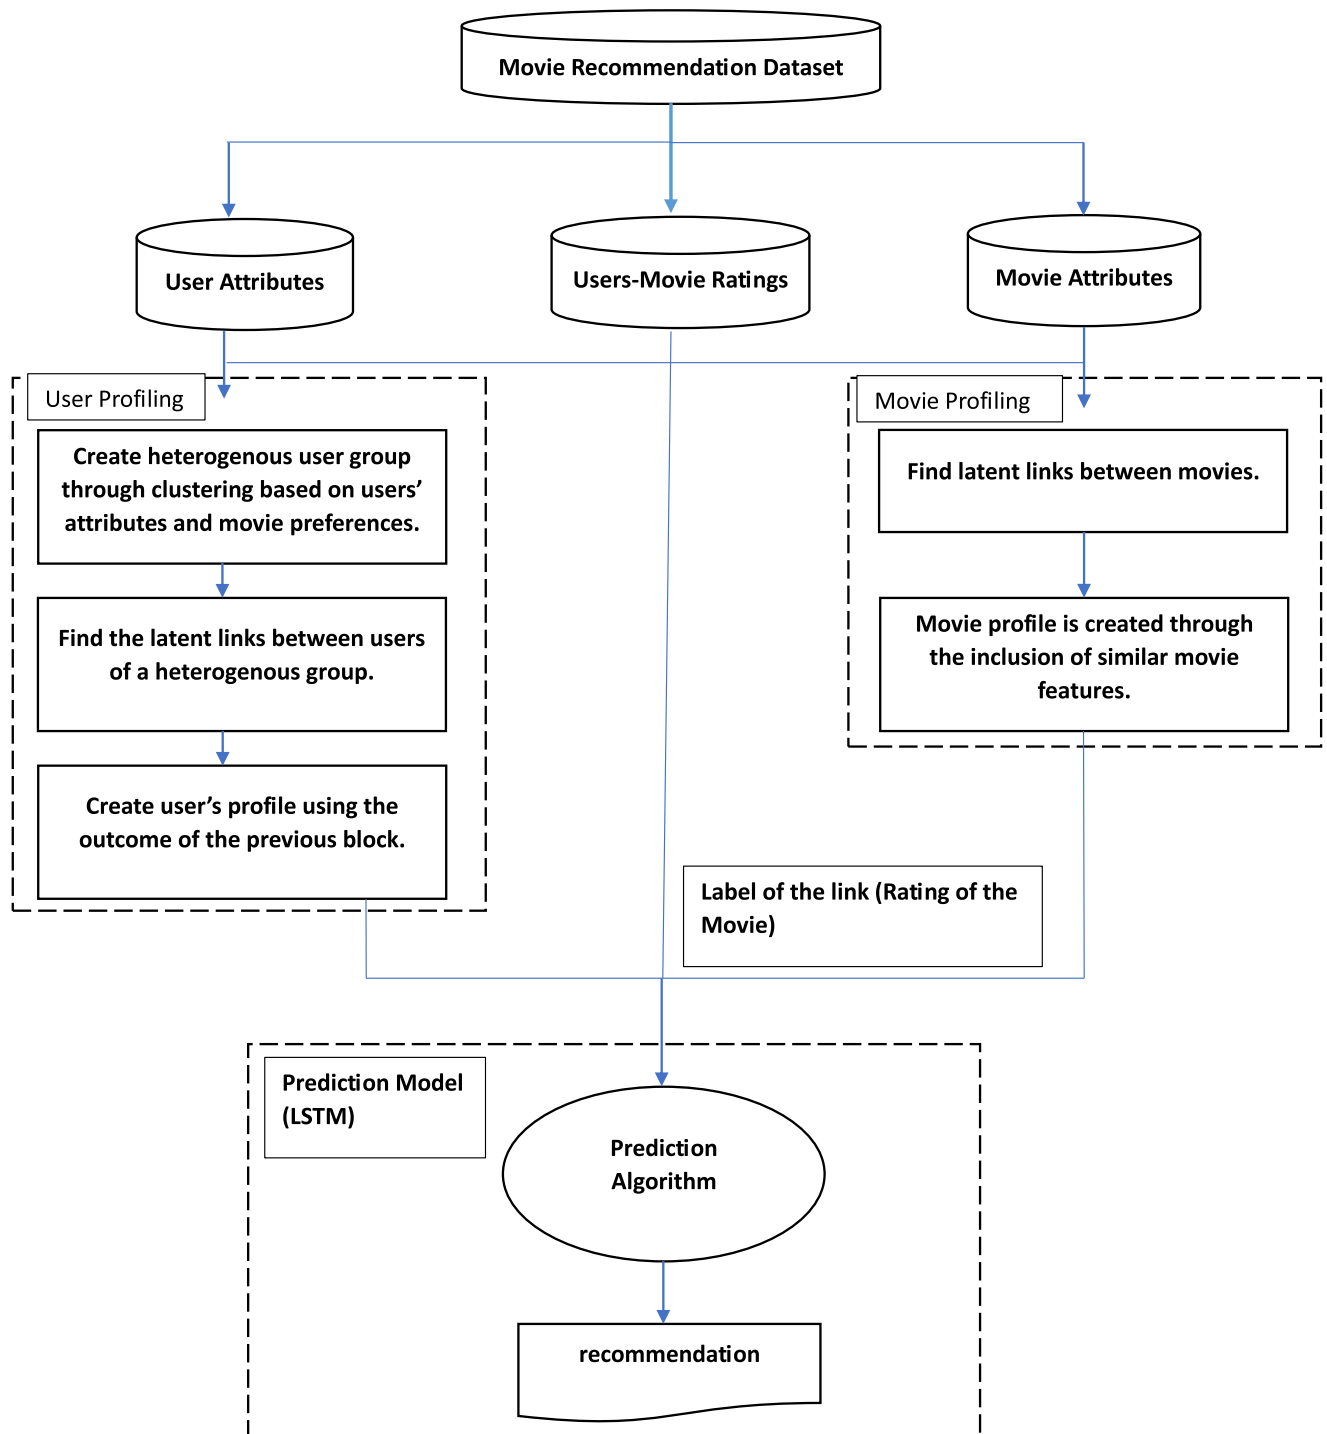 Movie Recommendation Dataset
User Attributes
Users-Movie Ratings
Movie Attributes
User Profiling
Create heterogenous user group
through clustering based on users’
attributes and movie preferences.
Find the latent links between users
of a heterogenous group.
Create user’s profile using the
outcome of the previous block.
Movie Profiling
Find latent links between movies.
Movie profile is created through
the inclusion of similar movie
features.
Label of the link (Rating of the
Movie)
Prediction Model
(LSTM)
Prediction
Algorithm
recommendation